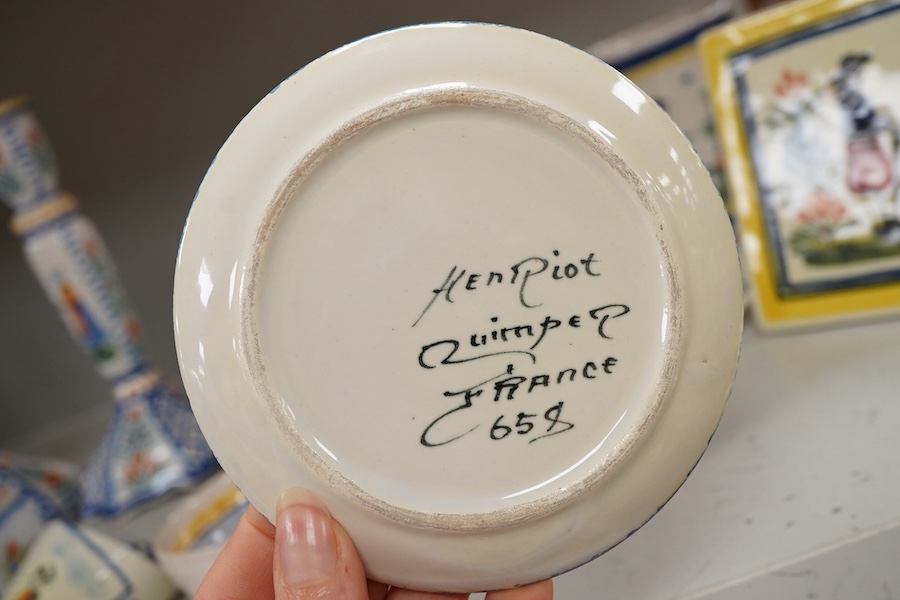 HenRiot
QuimpeR
FRANCE
658